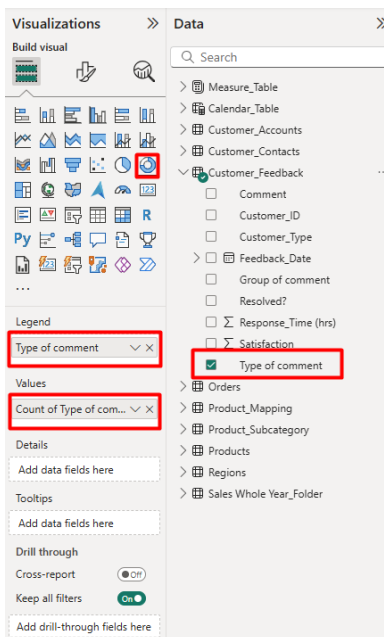 Visualizations
Build visual
123
R
Py
...
Legend
Type of comment
Values
Count of Type of com...
Details
Add data fields here
Tooltips
Add data fields here
Drill through
Cross-report
Off
Keep all filters
On
Add drill-through fields here
Data
Search
Measure_Table
Calendar_Table
Customer_Accounts
Customer_Contacts
Customer_Feedback
Comment
Customer_ID
Customer_Type
Feedback_Date
Group of comment
Resolved?
Σ Response_Time (hrs)
Σ Satisfaction
Type of comment
Orders
Product_Mapping
Product_Subcategory
Products
Regions
Sales Whole Year_Folder